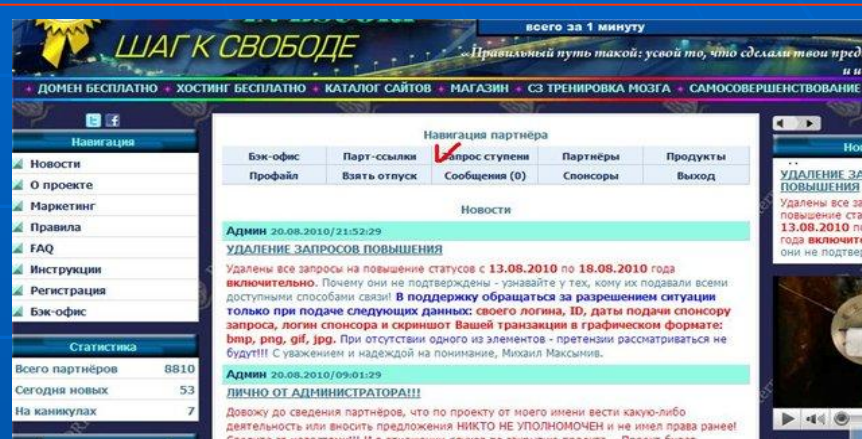 всего за 1 минуту
ШАГ К СВОБОДЕ
«Правильный путь такой: усвой то, что сделали твои пред
и и
ДОМЕН БЕСПЛАТНО ХОСТИНГ БЕСПЛАТНО КАТАЛОГ САЙТОВ МАГАЗИН СЗ ТРЕНИРОВКА МОЗГА САМОСОВЕРШЕНСТВОВАНИЕ
Навигация
Новости
О проекте
Маркетинг
Правила
FAQ
Инструкции
Регистрация
Бэк-офис
Статистика
Всего партнёров 8810
Сегодня новых 53
На каникулах 7
Навигация партнёра
Бэк-офис Парт-ссылки Запрос ступени Партнёры Продукты
Профайл Взять отпуск Сообщения (0) Спонсоры Выход
Новости
Админ 20.08.2010/21:52:29
УДАЛЕНИЕ ЗАПРОСОВ ПОВЫШЕНИЯ
Удалены все запросы на повышение статусов с 13.08.2010 по 18.08.2010 года
включительно. Почему они не подтверждены - узнавайте у тех, кому их подавали всеми
доступными способами связи! В поддержку обращаться за разрешением ситуации
только при подаче следующих данных: своего логина, ID, даты подачи спонсору
запроса, логин спонсора и скриншот Вашей транзакции в графическом формате:
bmp, png, gif, jpg. При отсутствии одного из элементов - претензии рассматриваться не
будут!!! С уважением и надеждой на понимание, Михаил Максымив.
Админ 20.08.2010/09:01:29
ЛИЧНО ОТ АДМИНИСТРАТОРА!!!
Довожу до сведения партнёров, что по проекту от моего имени вести какую-либо
деятельность или вносить предложения НИКТО НЕ УПОЛНОМОЧЕН и не имел права ранее!
Нов
УДАЛЕНИЕ ЗА
ПОВЫШЕНИЯ
Удалены все за
повышение ста
13.08.2010 по
года включите
они не подтвер